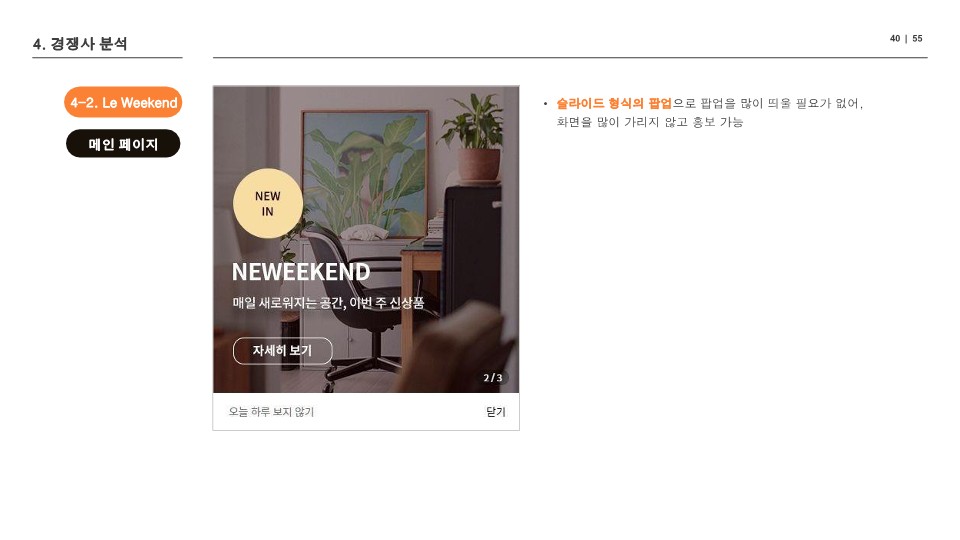 4. 경쟁사 분석
40 | 55
4-2. Le Weekend
메인 페이지
NEW
IN
NEWEEKEND
매일 새로워지는 공간, 이번 주 신상품
자세히 보기
2/3
오늘 하루 보지 않기
닫기
• 슬라이드 형식의 팝업으로 팝업을 많이 띄울 필요가 없어,
화면을 많이 가리지 않고 홍보 가능